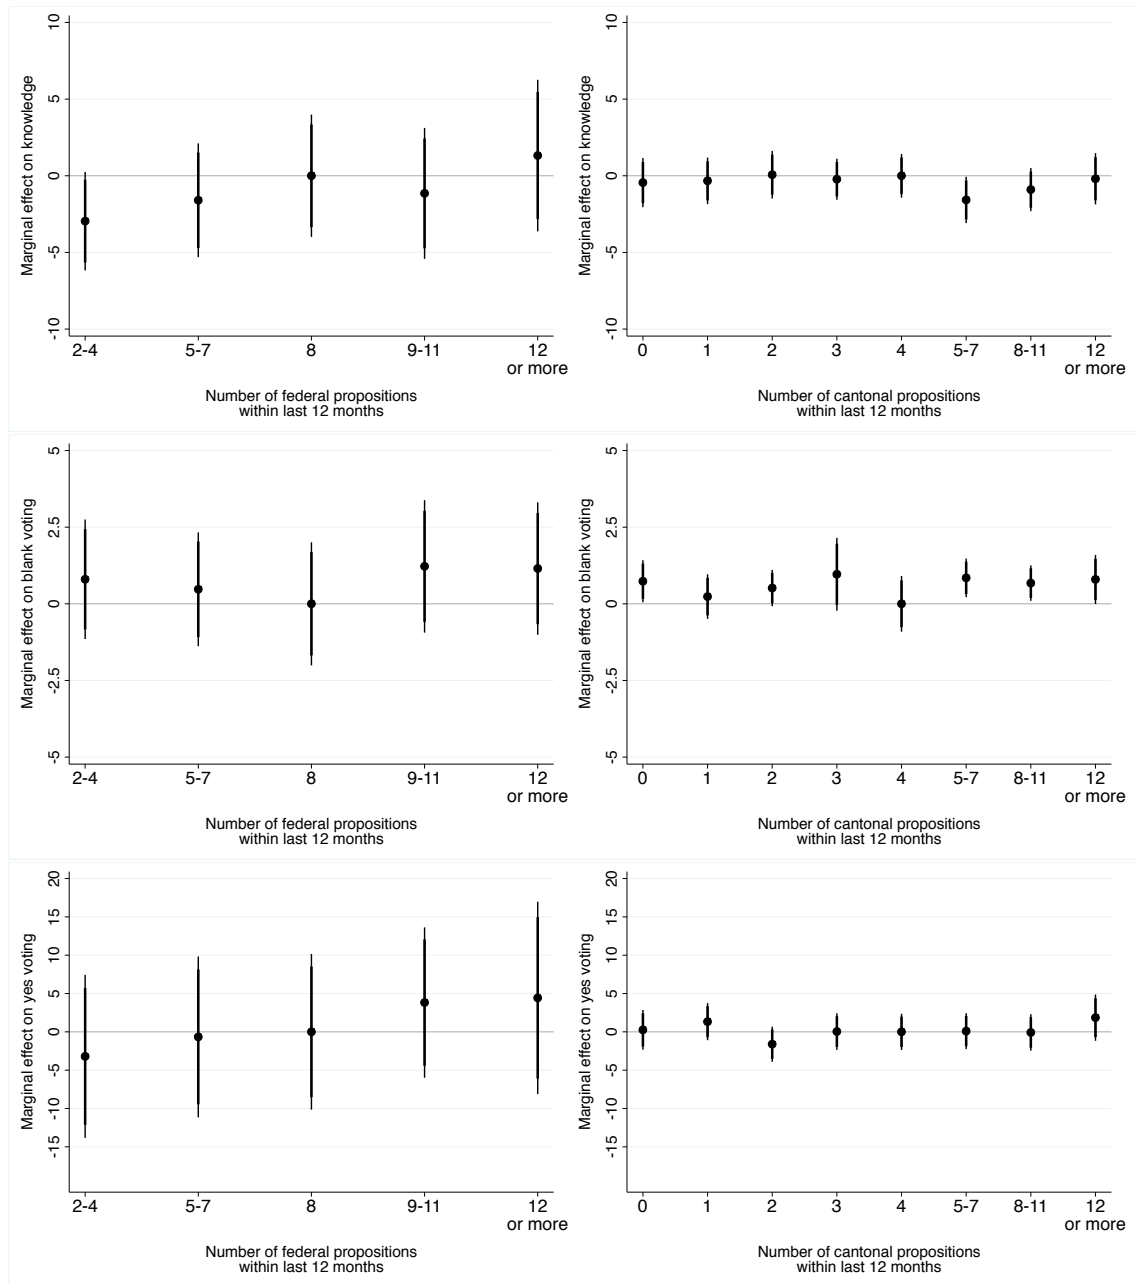 Marginal effect on knowledge
10
5
0
-5
-10
2-4 5-7 8 9-11 12
or more
Number of federal propositions
within last 12 months
Marginal effect on knowledge
10
5
0
-5
-10
0 1 2 3 4 5-7 8-11 12
or more
Number of cantonal propositions
within last 12 months
Marginal effect on blank voting
5
2.5
0
-2.5
-5
2-4 5-7 8 9-11 12
or more
Number of federal propositions
within last 12 months
Marginal effect on blank voting
5
2.5
0
-2.5
-5
0 1 2 3 4 5-7 8-11 12
or more
Number of cantonal propositions
within last 12 months
Marginal effect on yes voting
20
15
10
5
0
-5
-10
-15
2-4 5-7 8 9-11 12
or more
Number of federal propositions
within last 12 months
Marginal effect on yes voting
20
15
10
5
0
-5
-10
-15
0 1 2 3 4 5-7 8-11 12
or more
Number of cantonal propositions
within last 12 months